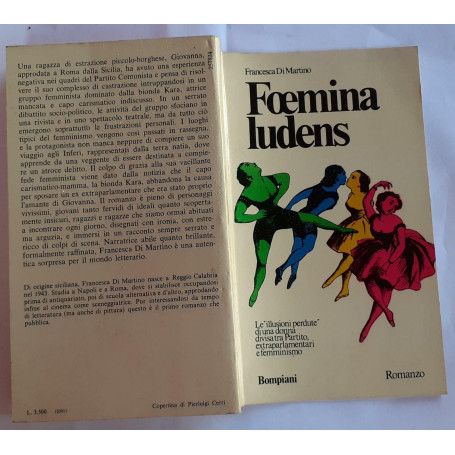 Una ragazza di estrazione piccolo-borghese, Giovanna,
approdata a Roma dalla Sicilia, ha avuto una esperienza
nei quadri del Partito Comunista e pensa di risol-
vere il suo complesso di castrazione intruppandosi in un
gruppo femminista dominato dalla bionda Kara, attrice
mancata e capo carismatico indiscusso. In un serrato
dibattito socio-politico, le attività del gruppo sfociano in
una rivista e in uno spettacolo teatrale, ma da tutto ciò
emergono soprattutto le frustrazioni personali. I luoghi
tipici del femminismo vengono così passati in rassegna,
e la protagonista non manca neppure di compiere un suo
viaggio agli Inferi, rappresentati dalla terra natia, dove
apprende da una veggente di essere destinata a compie-
re un atroce delitto. Il colpo di grazia alla sua vacillante
fede femminista viene dato dalla notizia che il capo
carismatico-mamma, la bionda Kara, abbandona la causa
per sposare un ex extraparlamentare che era stato proprio
l'amante di Giovanna. Il romanzo è pieno di personaggi
vivissimi, giovani tanto fervidi di ideali quanto scoperta-
mente insicuri, ragazzi e ragazze che siamo ormai abituati
a incontrare ogni giorno, disegnati con ironia, con estre-
ma arguzia, e immersi in un racconto sempre serrato e
ricco di colpi di scena. Narratrice abile quanto brillante,
formalmente raffinata, Francesca Di Martino è una auten-
tica sorpresa per il mondo letterario.
Di origine siciliana, Francesca Di Martino nasce a Reggio Calabria
nel 1943. Studia a Napoli e a Roma, dove si stabilisce occupandosi
prima di antiquariato, poi di scuola alternativa e d'altro, approdando
infine al cinema come sceneggiatrice. Pur interessandosi da tempo
di letteratura (ma anche di pittura) questo è il primo romanzo che
pubblica.
L. 3.500
Copertina di Pierluigi Cerri
Francesca Di Martino
Fœmina
ludens
Le "illusioni perdute"
di una donna
divisa tra Partito,
extraparlamentari
e femminismo
Bompiani
Romanzo